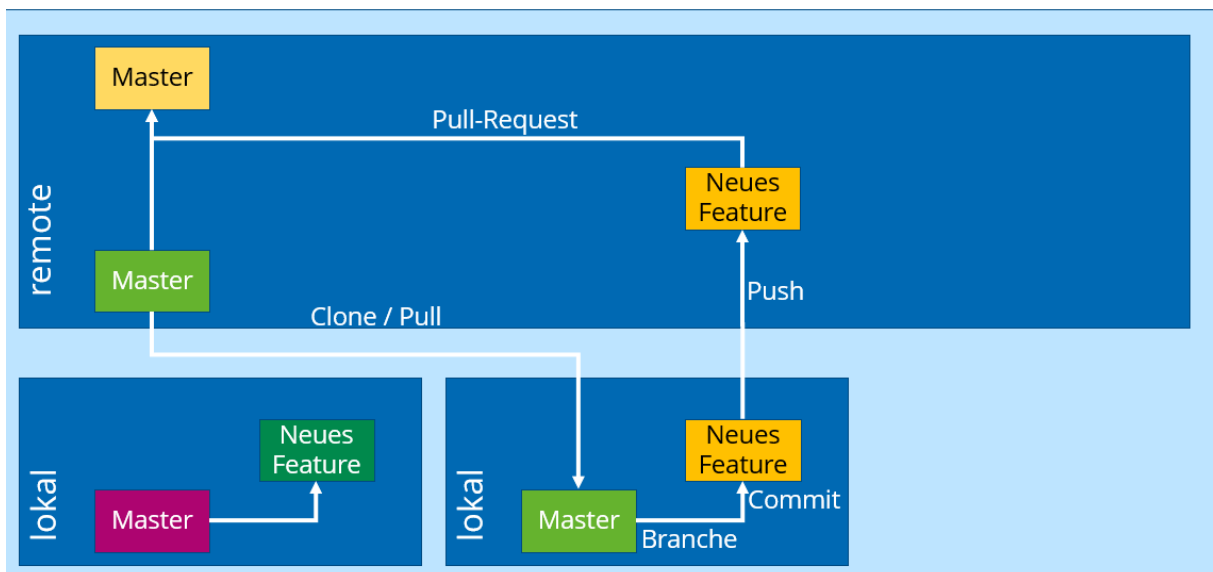 Master
Pull-Request
Neues
Feature
remote
Master
Push
Clone / Pull
lokal
Neues
Feature
Master
lokal
Neues
Feature
Commit
Master
Branche